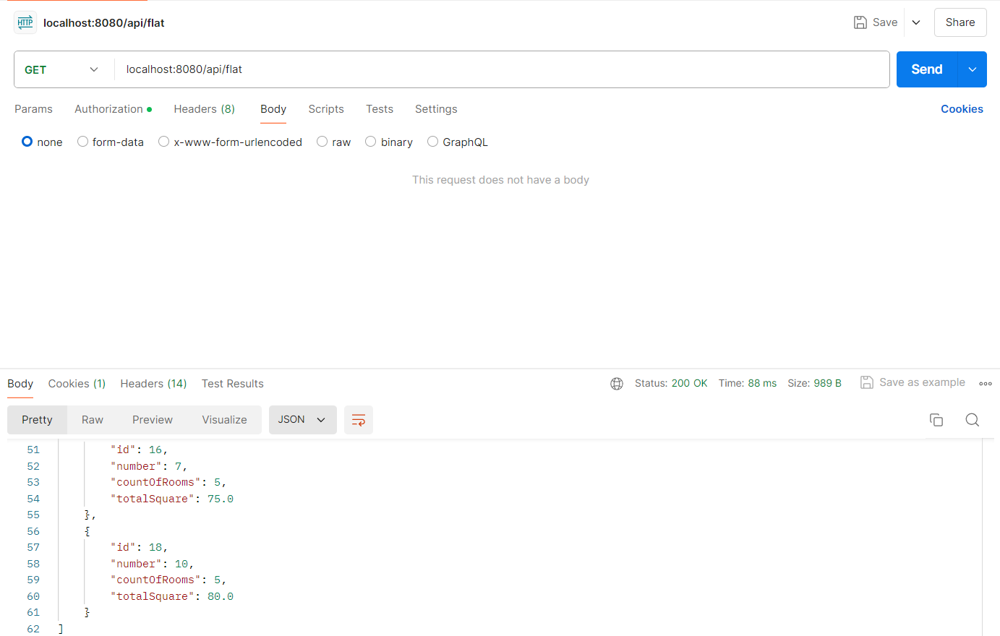 HTTP localhost:8080/api/flat Save Share
GET localhost:8080/api/flat Send
Params Authorization Headers (8) Body Scripts Tests Settings Cookies
none form-data x-www-form-urlencoded raw binary GraphQL
This request does not have a body
Body Cookies (1) Headers (14) Test Results Status: 200 OK Time: 88 ms Size: 989 B Save as example
Pretty Raw Preview Visualize JSON
51 "id": 16,
52 "number": 7,
53 "countOfRooms": 5,
54 "totalSquare": 75.0
55 },
56 {
57 "id": 18,
58 "number": 10,
59 "countOfRooms": 5,
60 "totalSquare": 80.0
61 }
62 ]